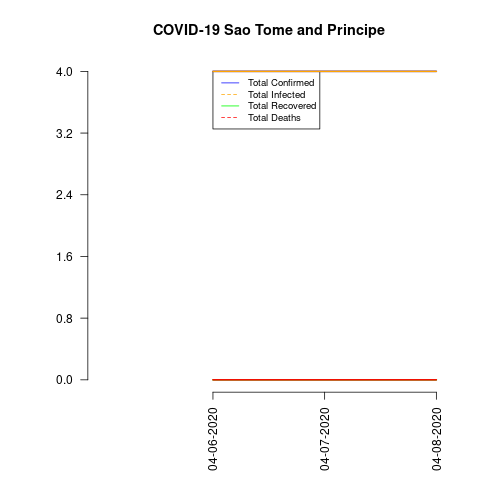 COVID-19 Sao Tome and Principe
4.0
3.2
2.4
1.6
0.8
0.0
Total Confirmed
Total Infected
Total Recovered
Total Deaths
04-06-2020
04-07-2020
04-08-2020